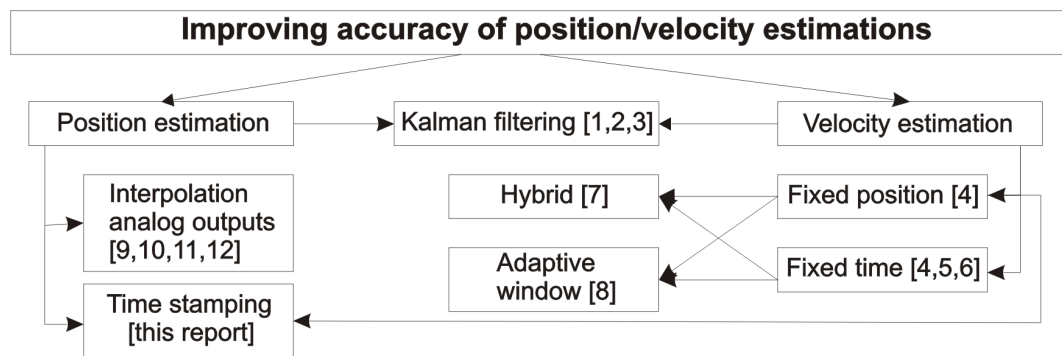 Improving accuracy of position/velocity estimations
Position estimation
Kalman filtering [1,2,3]
Velocity estimation
Interpolation
analog outputs
[9,10,11,12]
Hybrid [7]
Fixed position [4]
Adaptive
window [8]
Fixed time [4,5,6]
Time stamping
[this report]